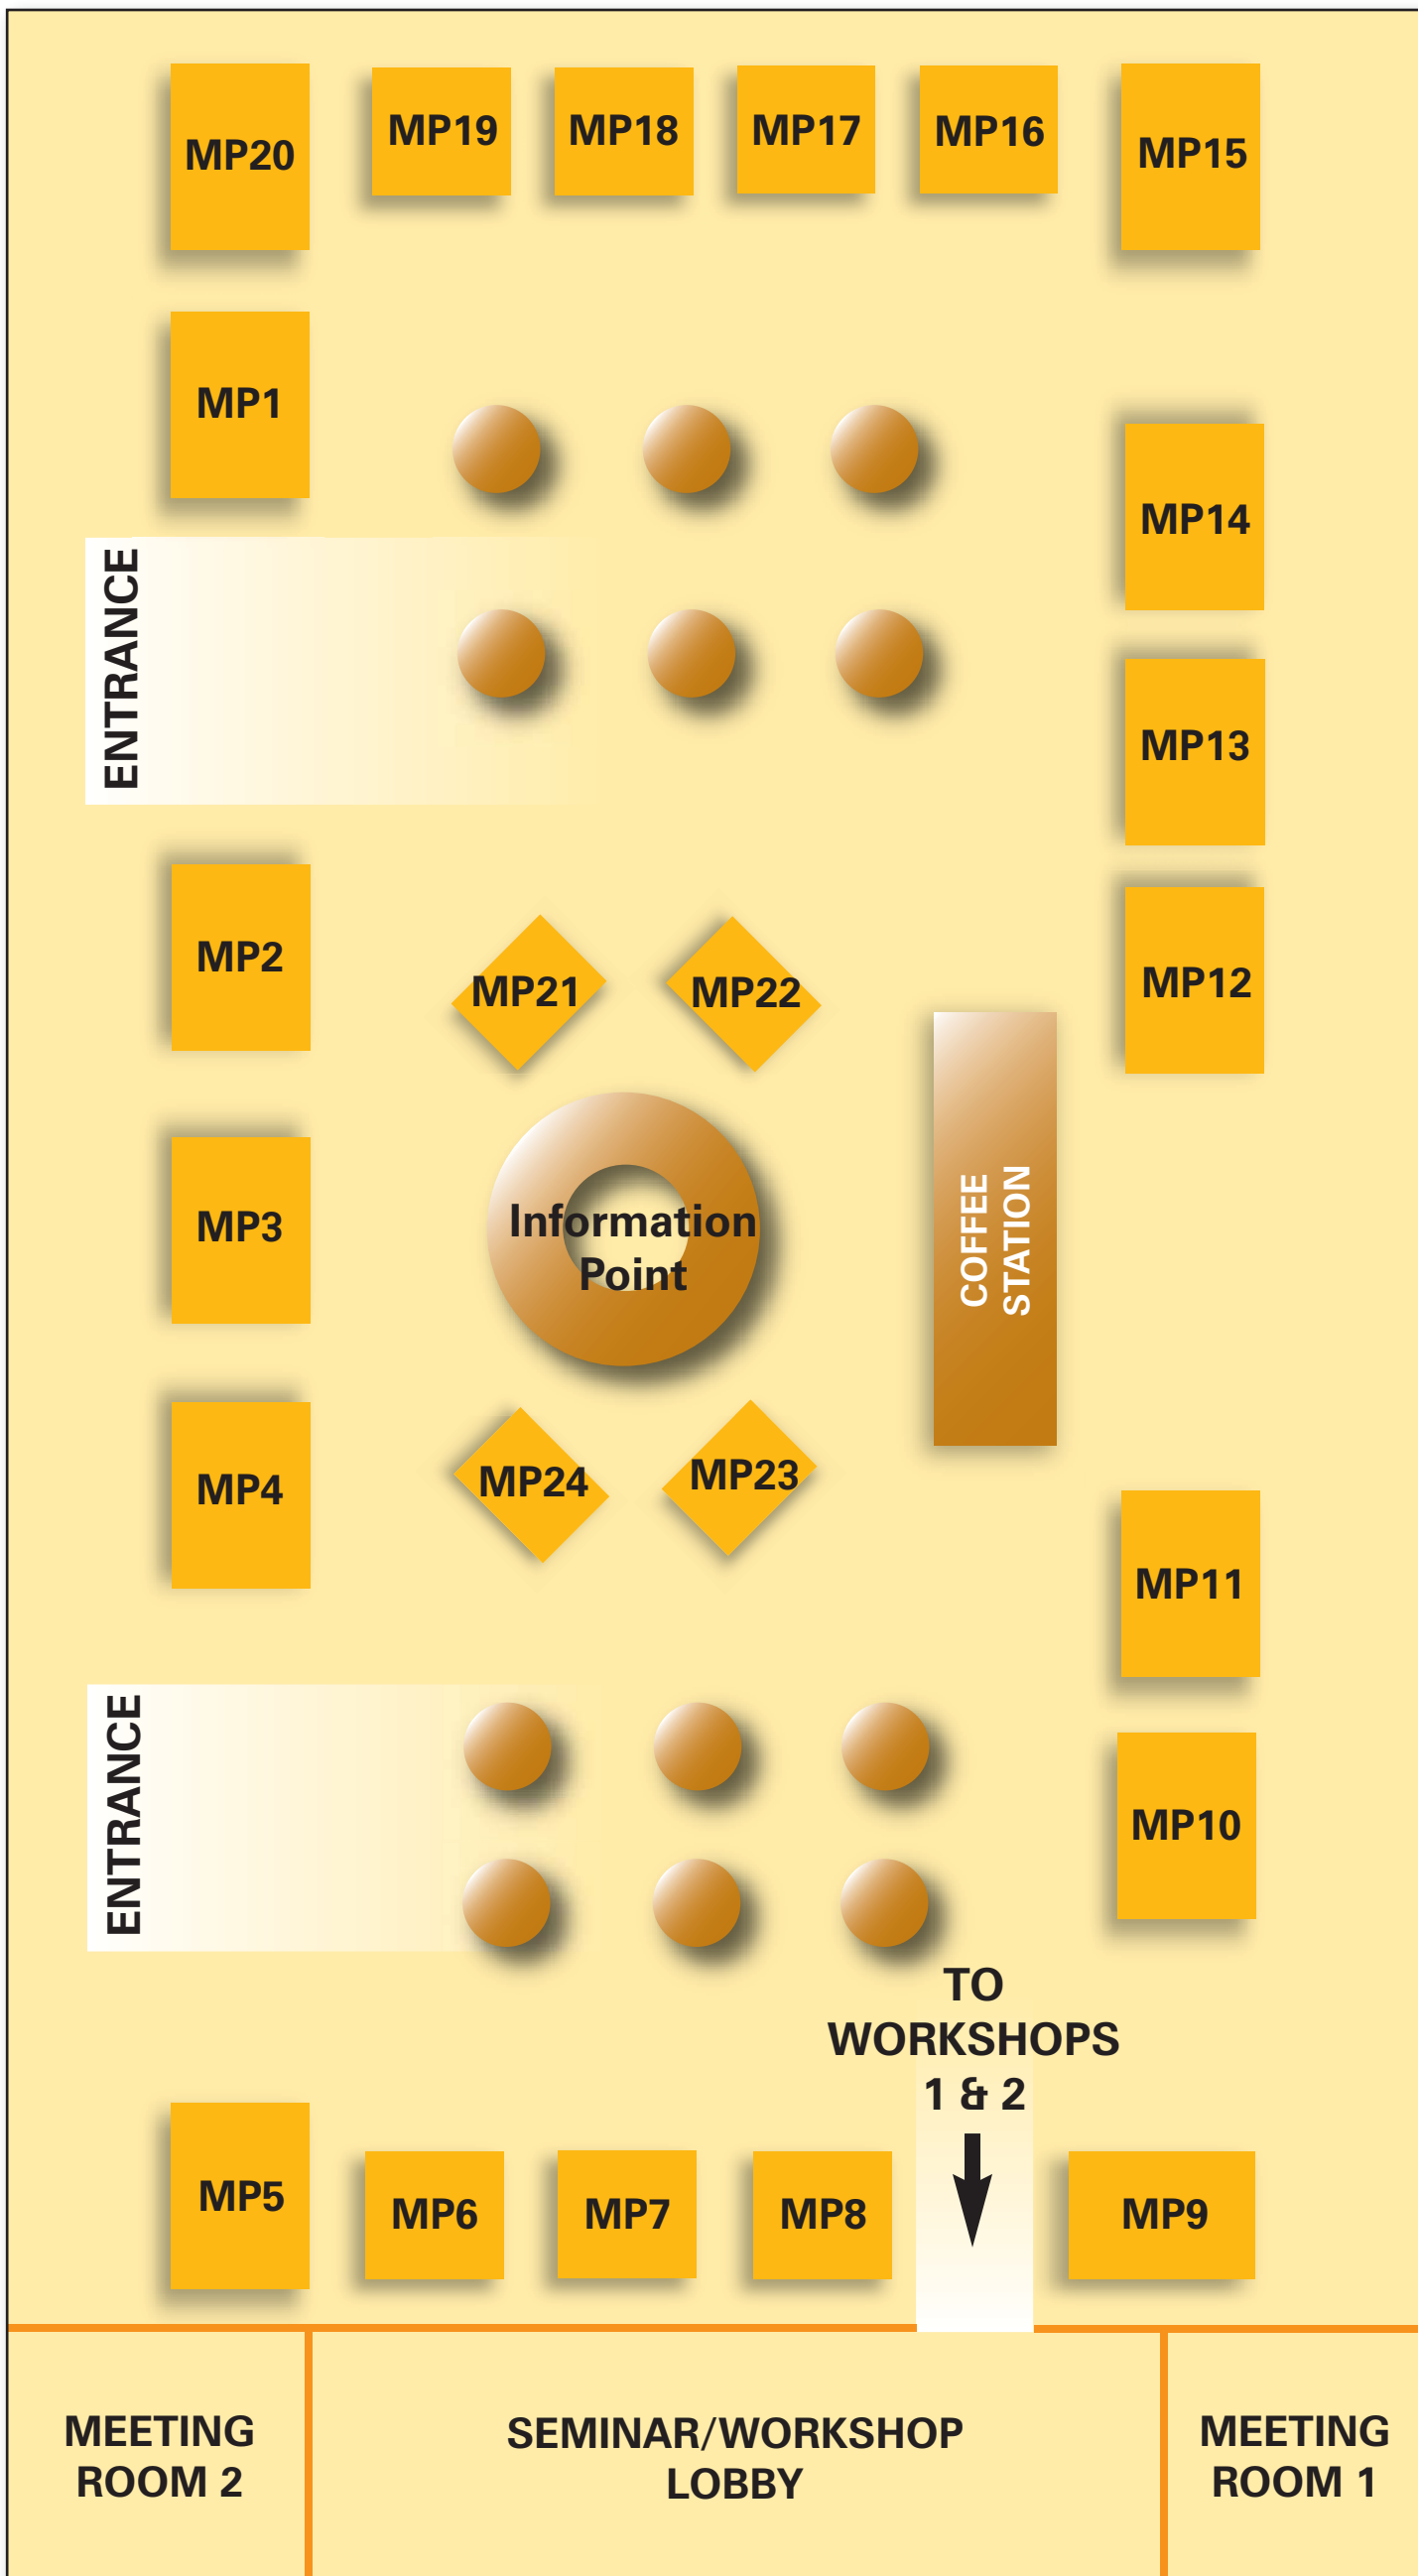 MP20
MP19
MP18
MP17
MP16
MP15
MP1
MP14
ENTRANCE
MP13
MP2
MP21
MP22
MP12
MP3
Information
Point
COFFEE
STATION
MP4
MP24
MP23
MP11
ENTRANCE
MP10
TO
WORKSHOPS
1 & 2
MP5
MP6
MP7
MP8
MP9
MEETING
ROOM 2
SEMINAR/WORKSHOP
LOBBY
MEETING
ROOM 1